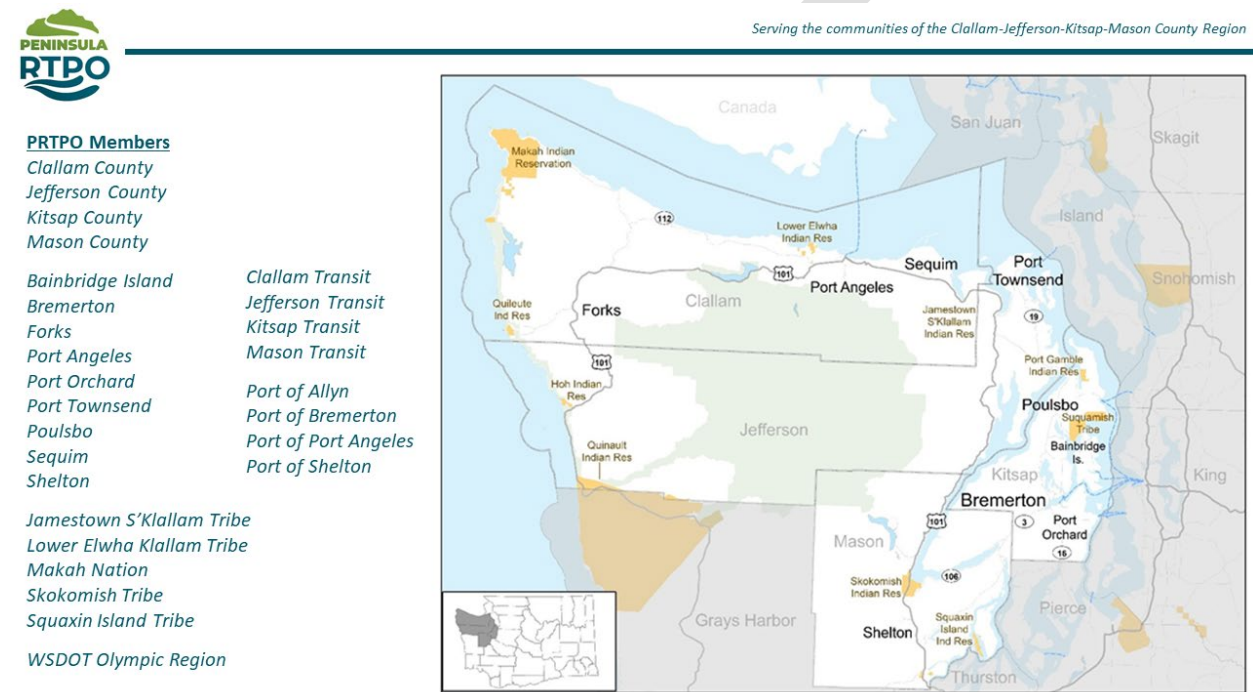 PENINSULA
RTPO
Serving the communities of the Clallam-Jefferson-Kitsap-Mason County Region
PRTPO Members
Clallam County
Jefferson County
Kitsap County
Mason County
Bainbridge Island
Bremerton
Forks
Port Angeles
Port Orchard
Port Townsend
Poulsbo
Sequim
Shelton
Clallam Transit
Jefferson Transit
Kitsap Transit
Mason Transit
Port of Allyn
Port of Bremerton
Port of Port Angeles
Port of Shelton
Jamestown S’Klallam Tribe
Lower Elwha Klallam Tribe
Makah Nation
Skokomish Tribe
Squaxin Island Tribe
WSDOT Olympic Region
Canada
San Juan
Skagit
Makah Indian
Reservation
Island
112
Lower Elwha
Indian Res
Sequim
Port
Townsend
Snohomish
101
Port Angeles
Clallam
Quileute
Ind Res
Forks
Jamestown
S'Klallam
Indian Res
19
101
Port Gamble
Indian Res
Hoh Indian
Res
Poulsbo
Suquamish
Tribe
Jefferson
Bainbridge
Is.
Quinault
Indian Res
Kitsap
King
Bremerton
101
3
Port
Orchard
16
Mason
Skokomish
Indian Res
106
Pierce
Grays Harbor
Shelton
Squaxin
Island
Ind Res
Thurston